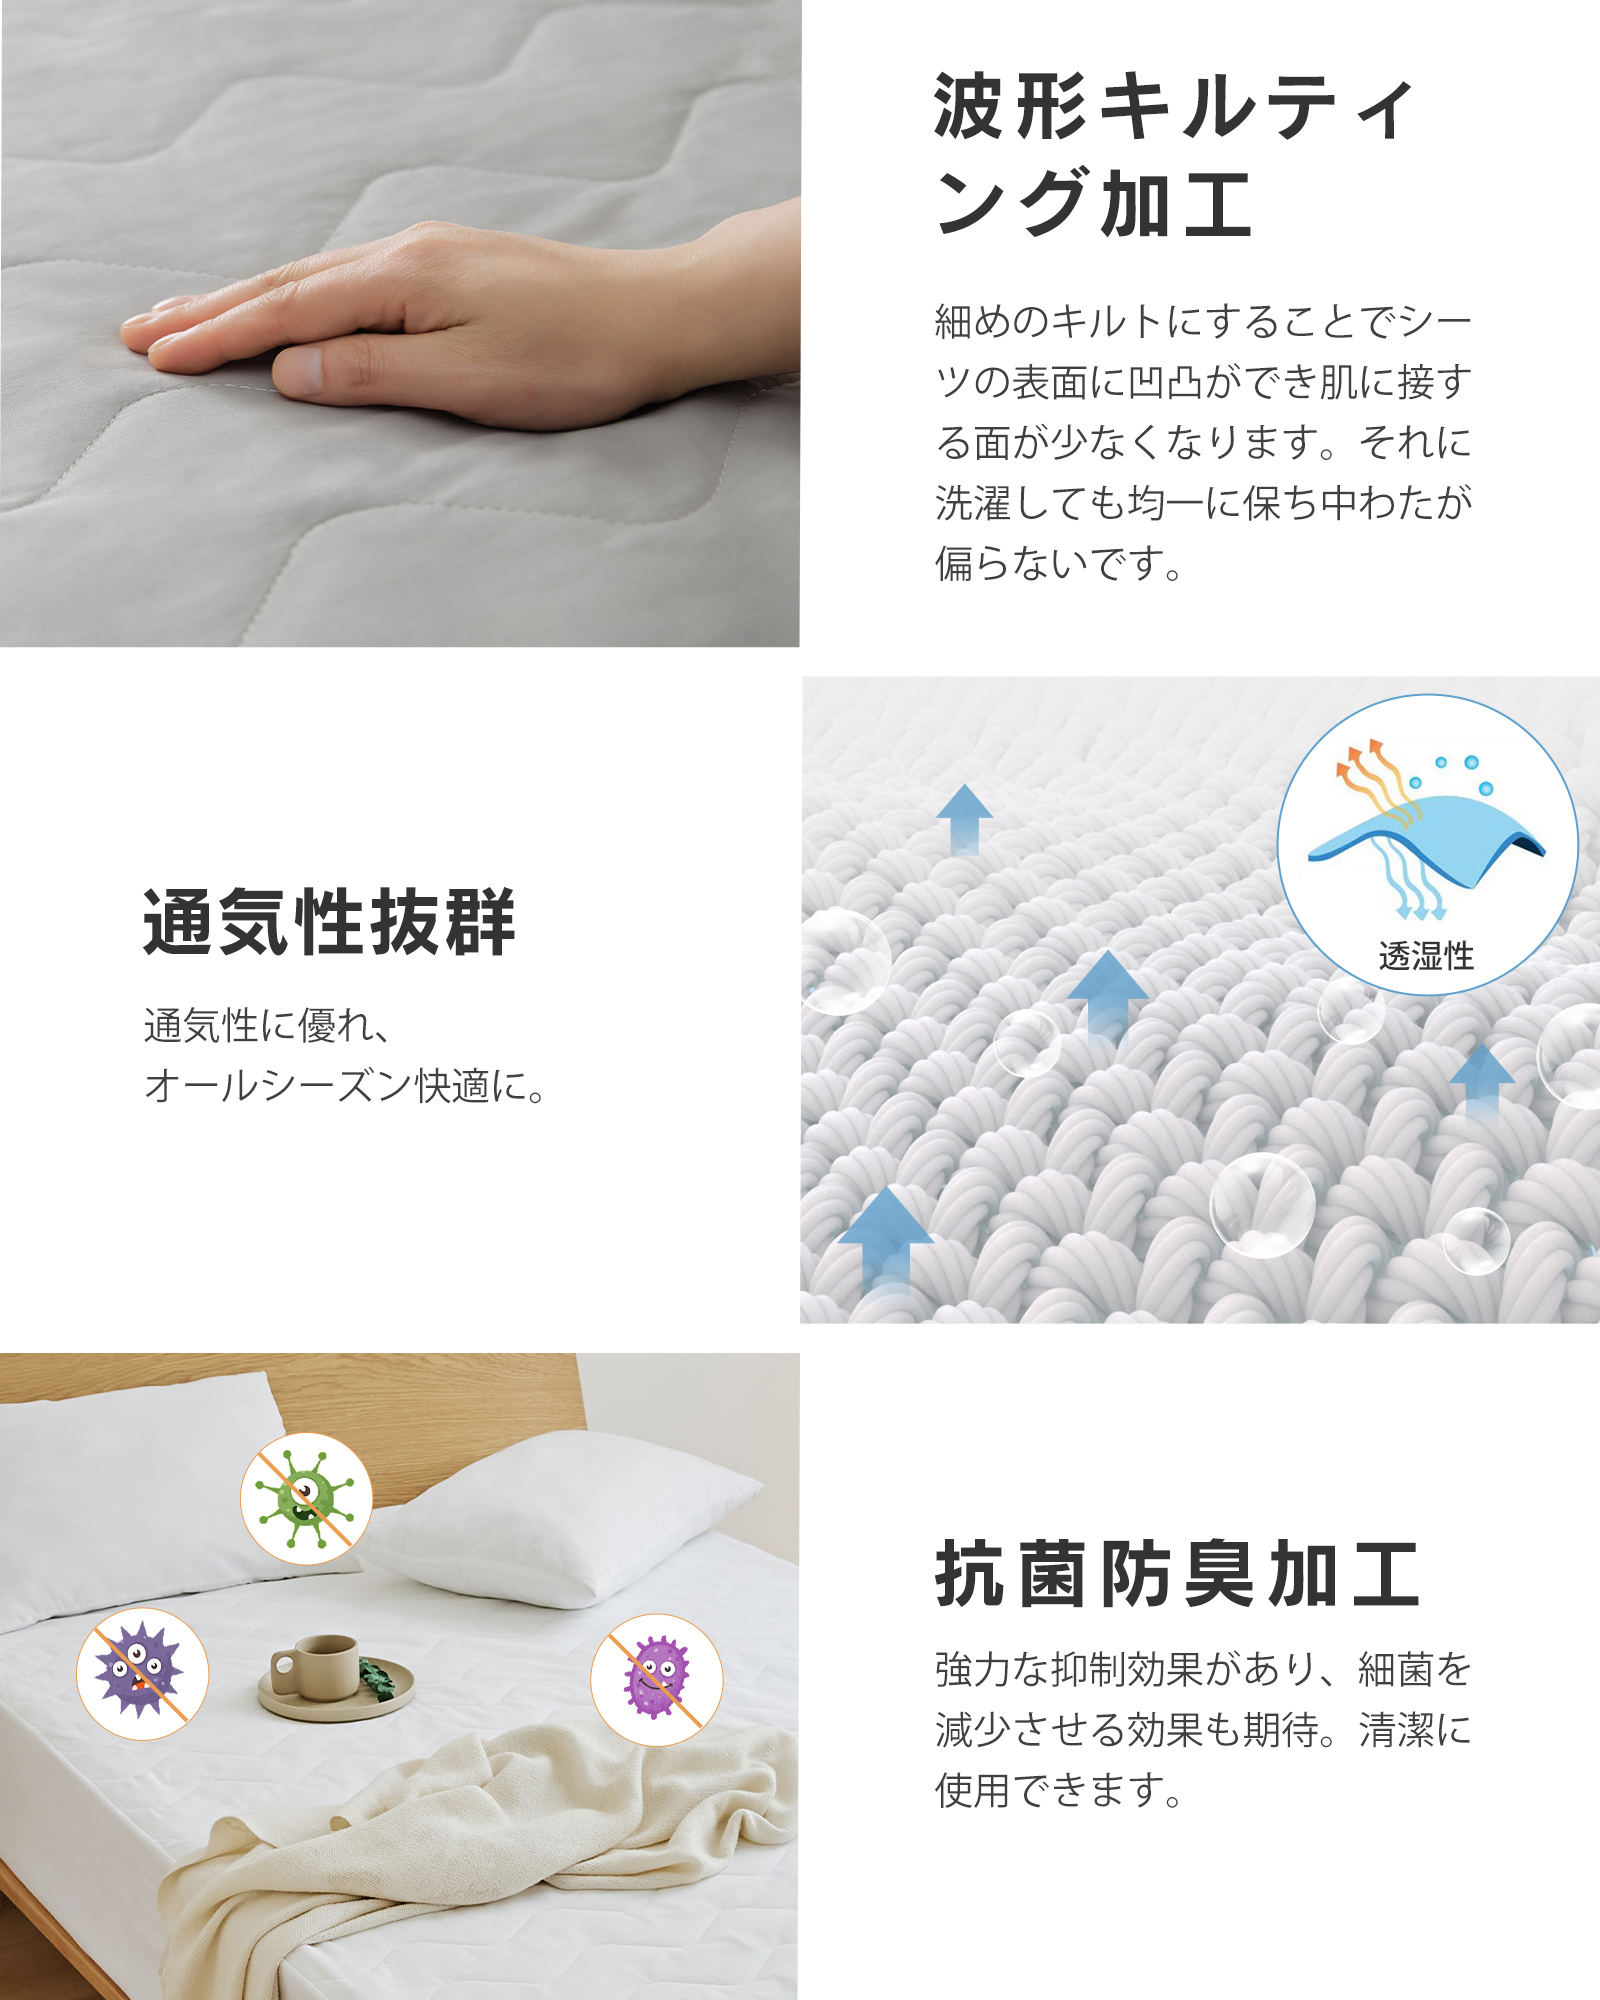 波形キルティ
ング加工
細めのキルトにすることでシー
ツの表面に凹凸ができ肌に接す
る面が少なくなります。それに
洗濯しても均一に保ち中わたが
偏らないです。
透湿性
通気性抜群
通気性に優れ、
オールシーズン快適に。
抗菌防臭加工
強力な抑制効果があり、細菌を
減少させる効果も期待。清潔に
使用できます。